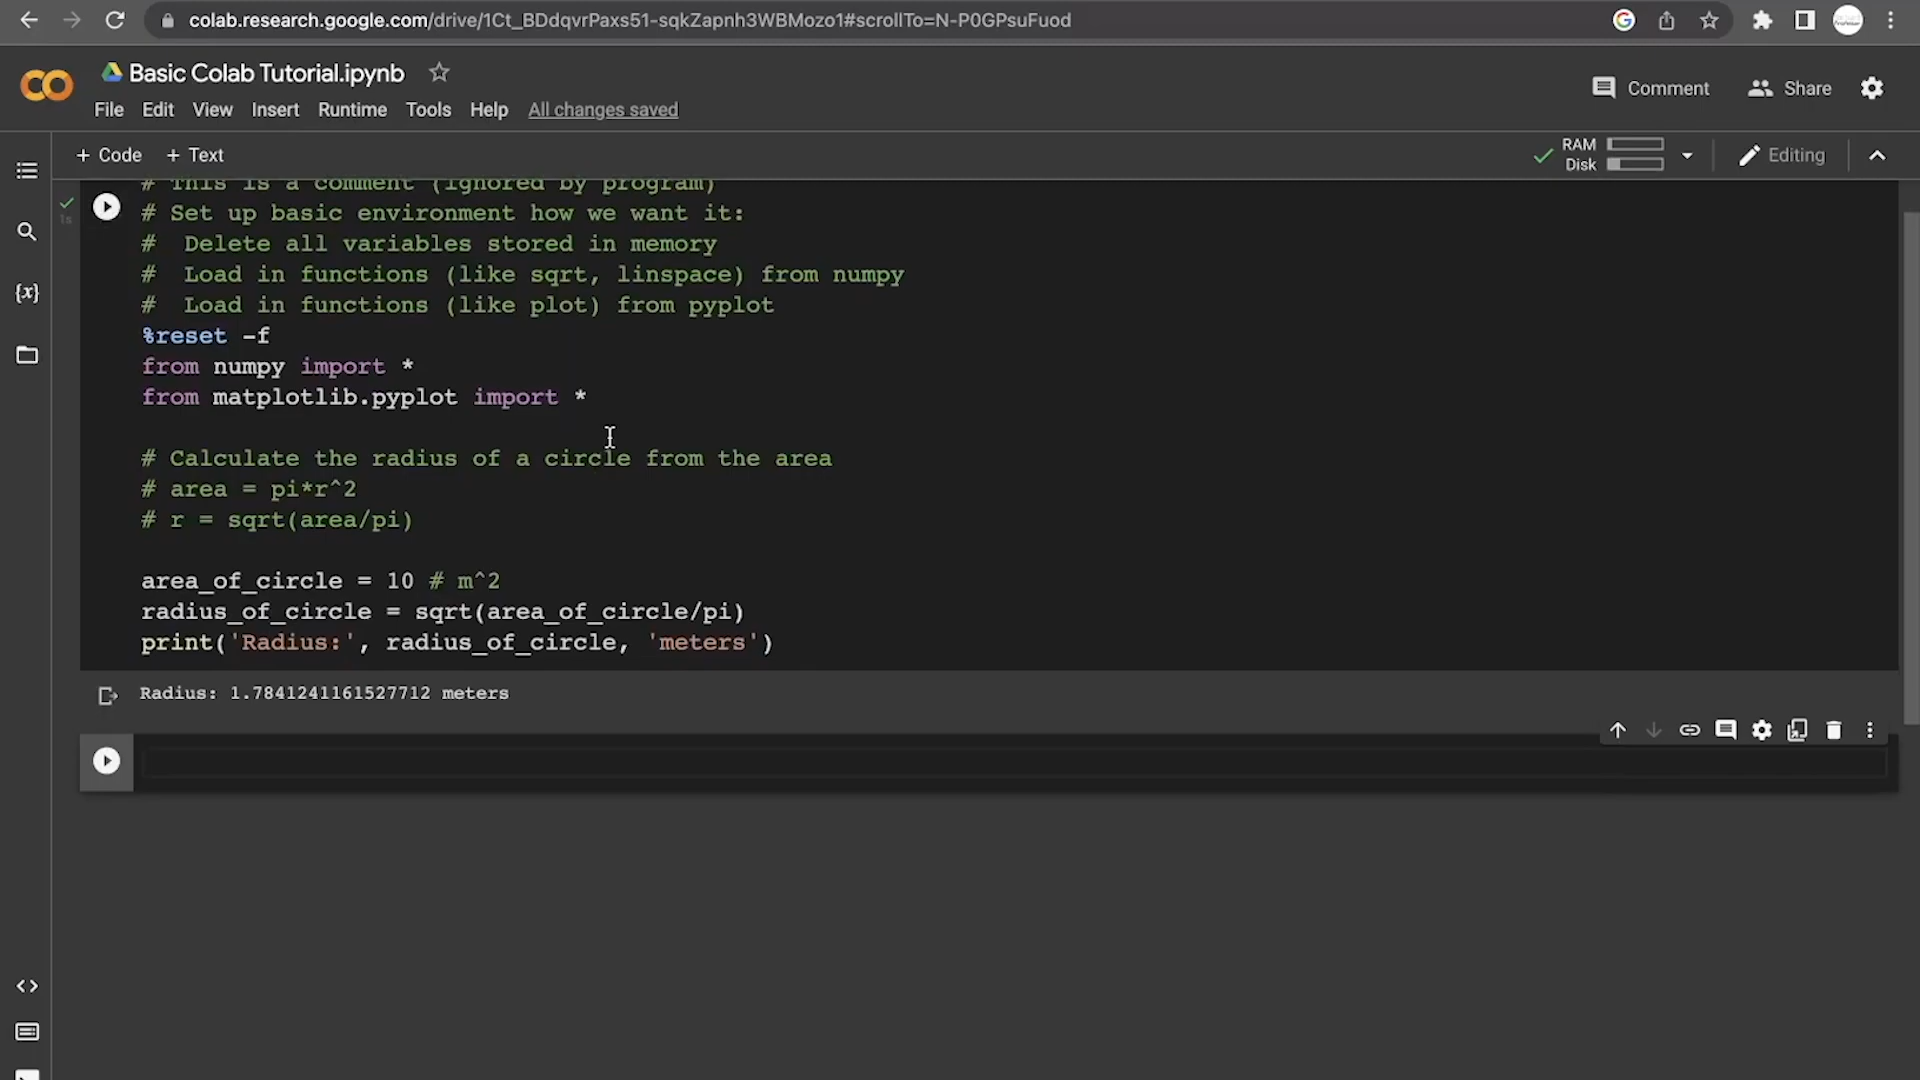 colab.research.google.com/drive/1Ct_BDdqvrPaxs51-sqkZapnh3WBMozo1#scrollTo=N-P0GPsuFuod
Basic Colab Tutorial.ipynb
Comment
Share
File Edit View Insert Runtime Tools Help All changes saved
+ Code + Text
RAM
Disk
Editing
# This is a comment (ignored by program)
1s
# Set up basic environment how we want it:
#  Delete all variables stored in memory
{x}
#  Load in functions (like sqrt, linspace) from numpy
#  Load in functions (like plot) from pyplot
%reset -f
from numpy import *
from matplotlib.pyplot import *
# Calculate the radius of a circle from the area
# area = pi*r^2
# r = sqrt(area/pi)
area_of_circle = 10 # m^2
radius_of_circle = sqrt(area_of_circle/pi)
print('Radius:', radius_of_circle, 'meters')
Radius: 1.7841241161527712 meters